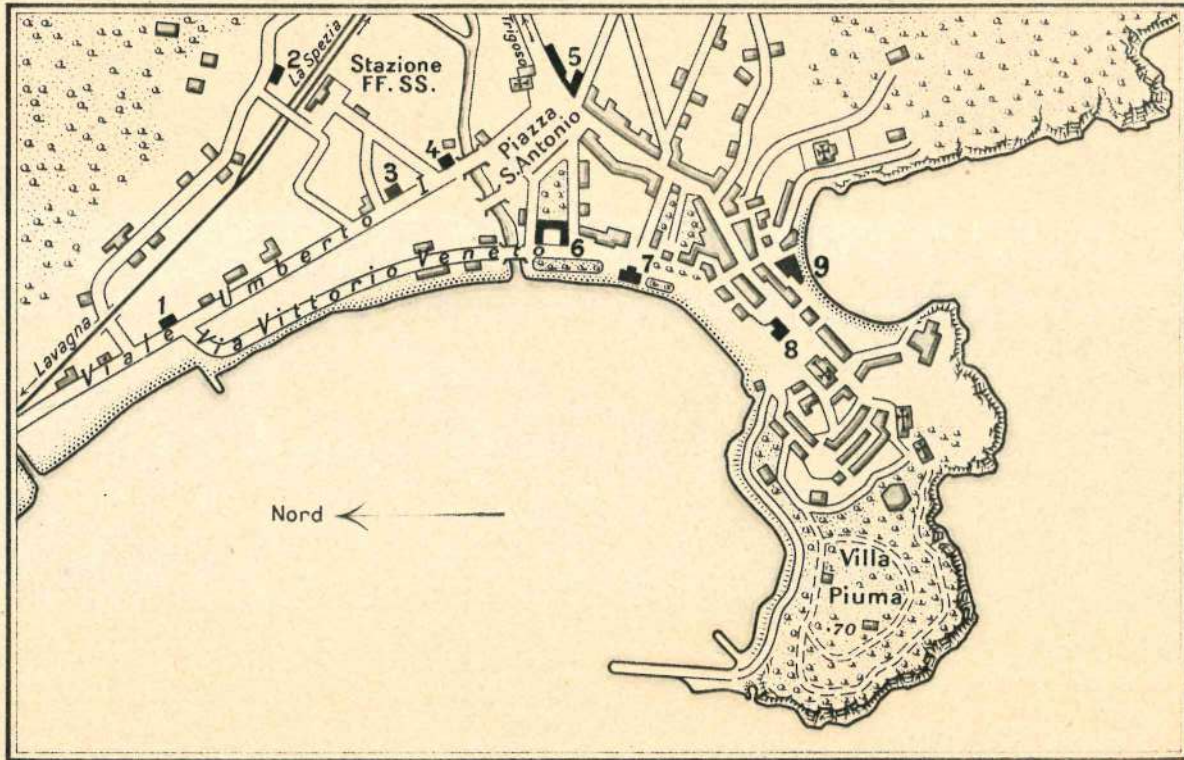 2
La Spezia
Stazione
FF. SS.
Trigoso
5
Piazza
S. Antonio
4
3
Viale Umberto I
Via Vittorio Veneto
1
← Lavagna
6
7
8
9
Nord
Villa
Piuma
·70